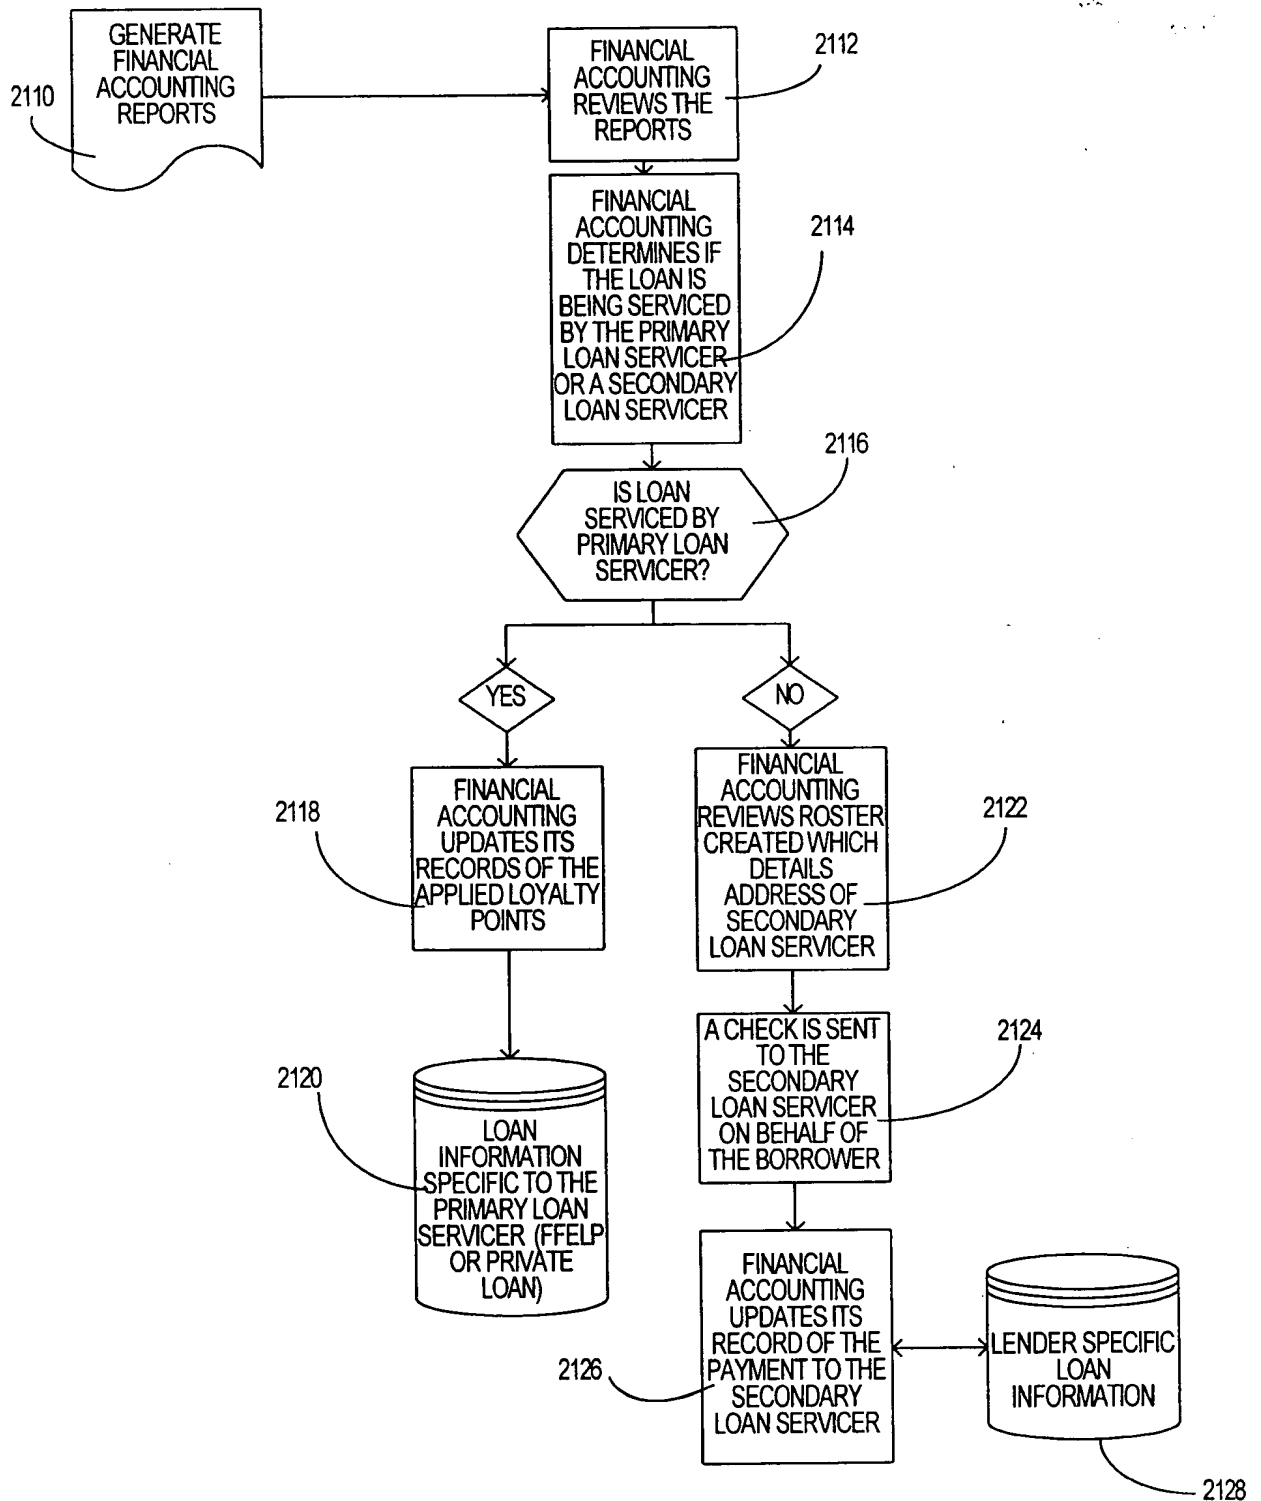 GENERATE
FINANCIAL
ACCOUNTING
REPORTS
2110
FINANCIAL
ACCOUNTING
REVIEWS THE
REPORTS
2112
FINANCIAL
ACCOUNTING
DETERMINES IF
THE LOAN IS
BEING SERVICED
BY THE PRIMARY
LOAN SERVICER
OR A SECONDARY
LOAN SERVICER
2114
IS LOAN
SERVICED BY
PRIMARY LOAN
SERVICER?
2116
YES
NO
FINANCIAL
ACCOUNTING
UPDATES ITS
RECORDS OF THE
APPLIED LOYALTY
POINTS
2118
FINANCIAL
ACCOUNTING
REVIEWS ROSTER
CREATED WHICH
DETAILS
ADDRESS OF
SECONDARY
LOAN SERVICER
2122
LOAN
INFORMATION
SPECIFIC TO THE
PRIMARY LOAN
SERVICER (FFELP
OR PRIVATE
LOAN)
2120
A CHECK IS SENT
TO THE
SECONDARY
LOAN SERVICER
ON BEHALF OF
THE BORROWER
2124
FINANCIAL
ACCOUNTING
UPDATES ITS
RECORD OF THE
PAYMENT TO THE
SECONDARY
LOAN SERVICER
2126
LENDER SPECIFIC
LOAN
INFORMATION
2128